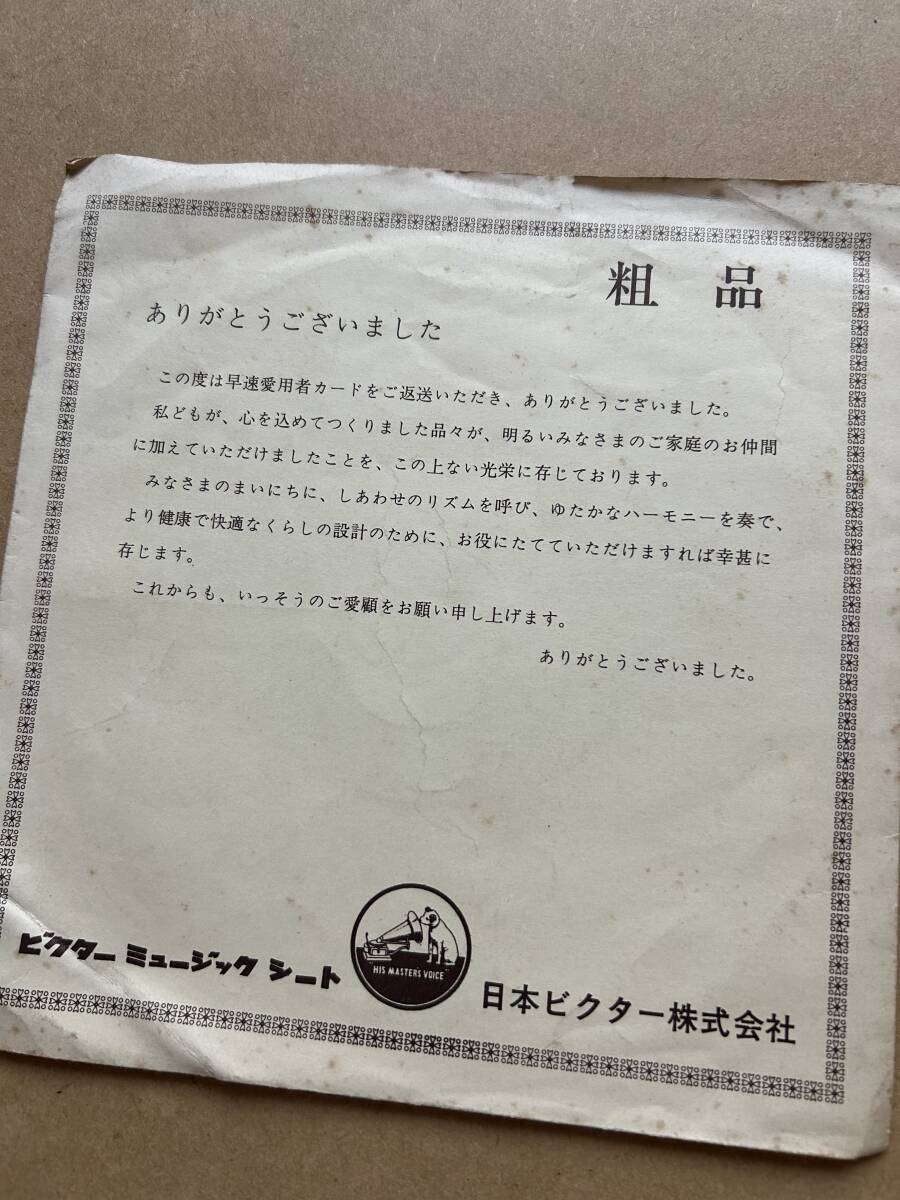 粗品
ありがとうございました
この度は早速愛用者カードをご返送いただき、ありがとうございました。
私どもが、心を込めてつくりました品々が、明るいみなさまのご家庭のお仲間
に加えていただけましたことを、この上ない光栄に存じております。
みなさまのまいにちに、しあわせのリズムを呼び、ゆたかなハーモニーを奏で、
より健康で快適なくらしの設計のために、お役にたてていただけますれば幸甚に
存じます。
これからも、いっそうのご愛顧をお願い申し上げます。
ありがとうございました。
ビクター ミュージック シート
HIS MASTERS VOICE
日本ビクター株式会社